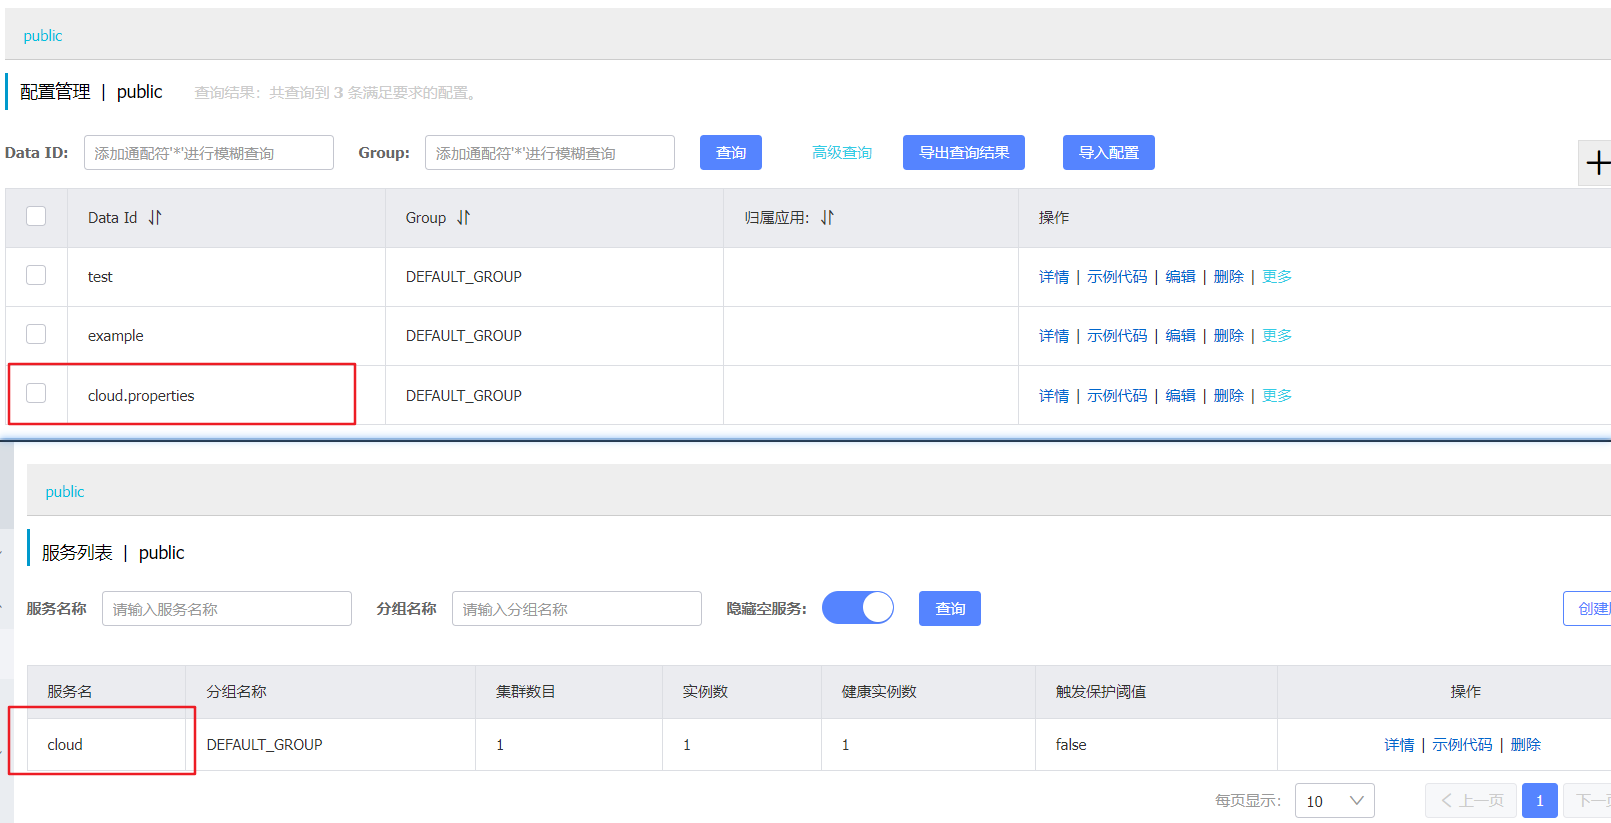 public
配置管理 | public 查询结果：共查询到 3 条满足要求的配置。
Data ID: 添加通配符'*'进行模糊查询 Group: 添加通配符'*'进行模糊查询 查询 高级查询 导出查询结果 导入配置
Data Id Group 归属应用: 操作
test DEFAULT_GROUP 详情 | 示例代码 | 编辑 | 删除 | 更多
example DEFAULT_GROUP 详情 | 示例代码 | 编辑 | 删除 | 更多
cloud.properties DEFAULT_GROUP 详情 | 示例代码 | 编辑 | 删除 | 更多
public
服务列表 | public
服务名称 请输入服务名称 分组名称 请输入分组名称 隐藏空服务: 查询 创建
服务名 分组名称 集群数目 实例数 健康实例数 触发保护阈值 操作
cloud DEFAULT_GROUP 1 1 1 false 详情 | 示例代码 | 删除
每页显示: 10 上一页 1 下一